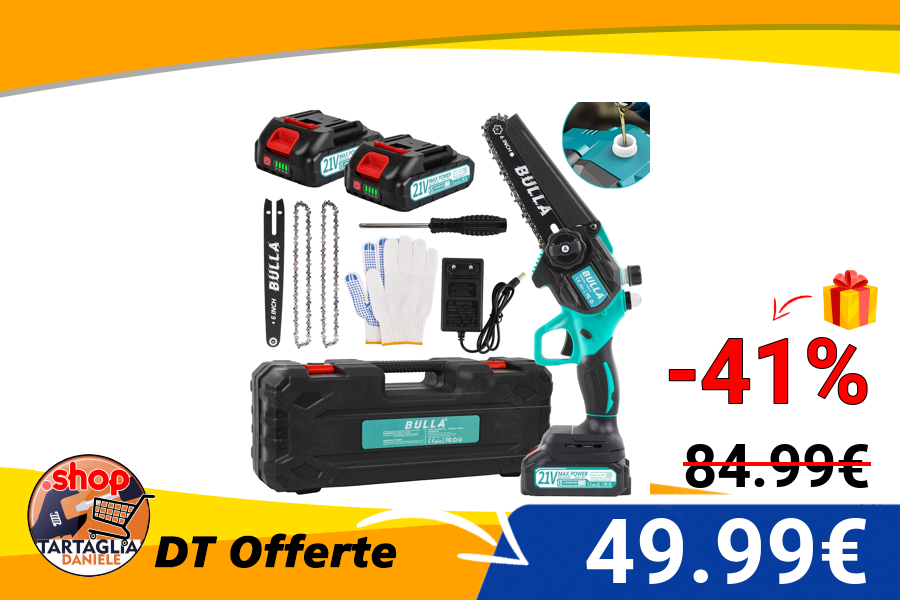 21V MAX POWER
21V MAX POWER
6 INCH
BULLA
BULLA
6 INCH
BULLA
BULLA
21V MAX POWER
-41%
84.99€
49.99€
.shop
TARTAGLIA
DANIELE
DT Offerte